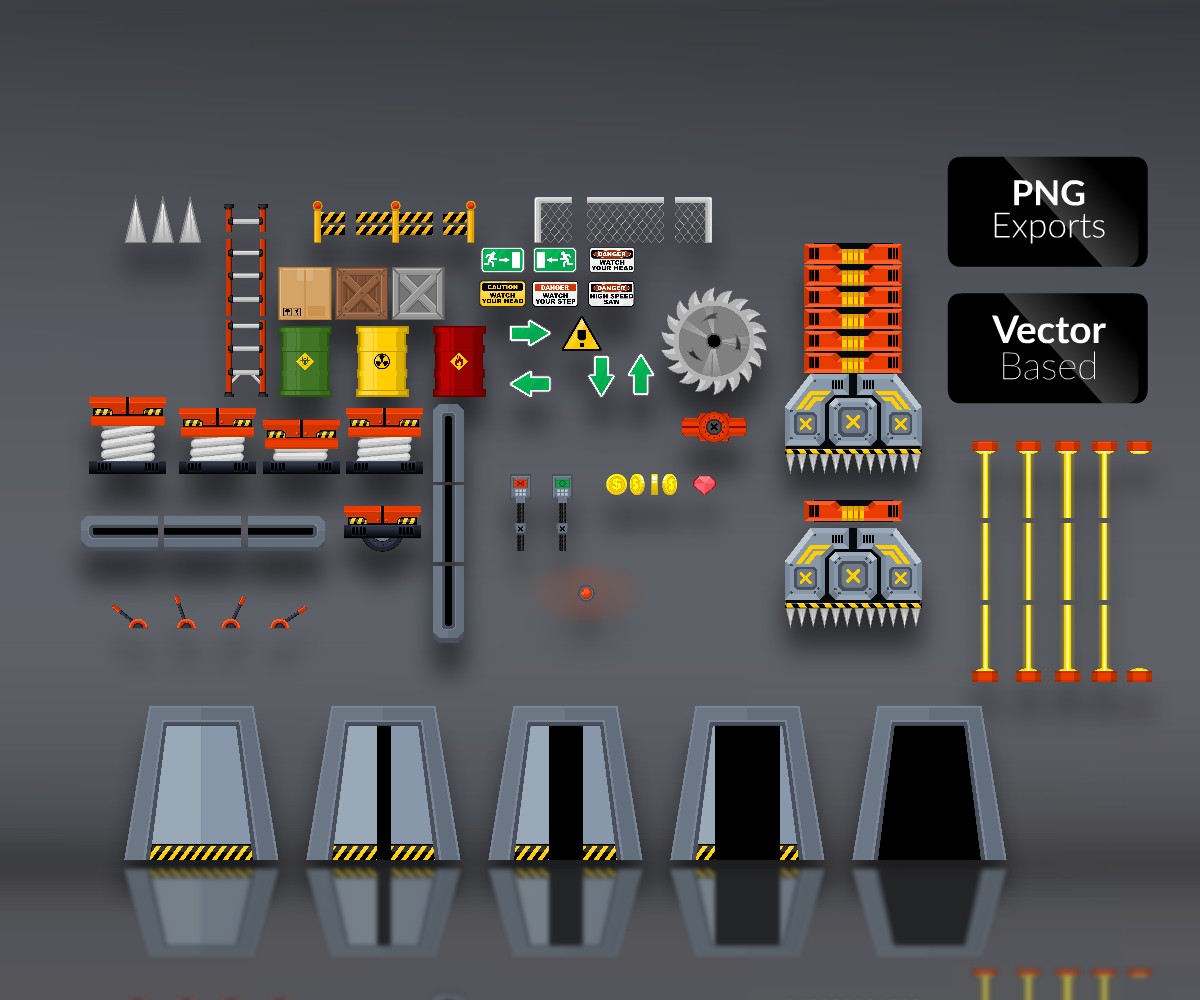 PNG
Exports
DANGER
WATCH
YOUR HEAD
CAUTION
WATCH
YOUR HEAD
DANGER
WATCH
YOUR STEP
DANGER
HIGH SPEED
SAW
Vector
Based